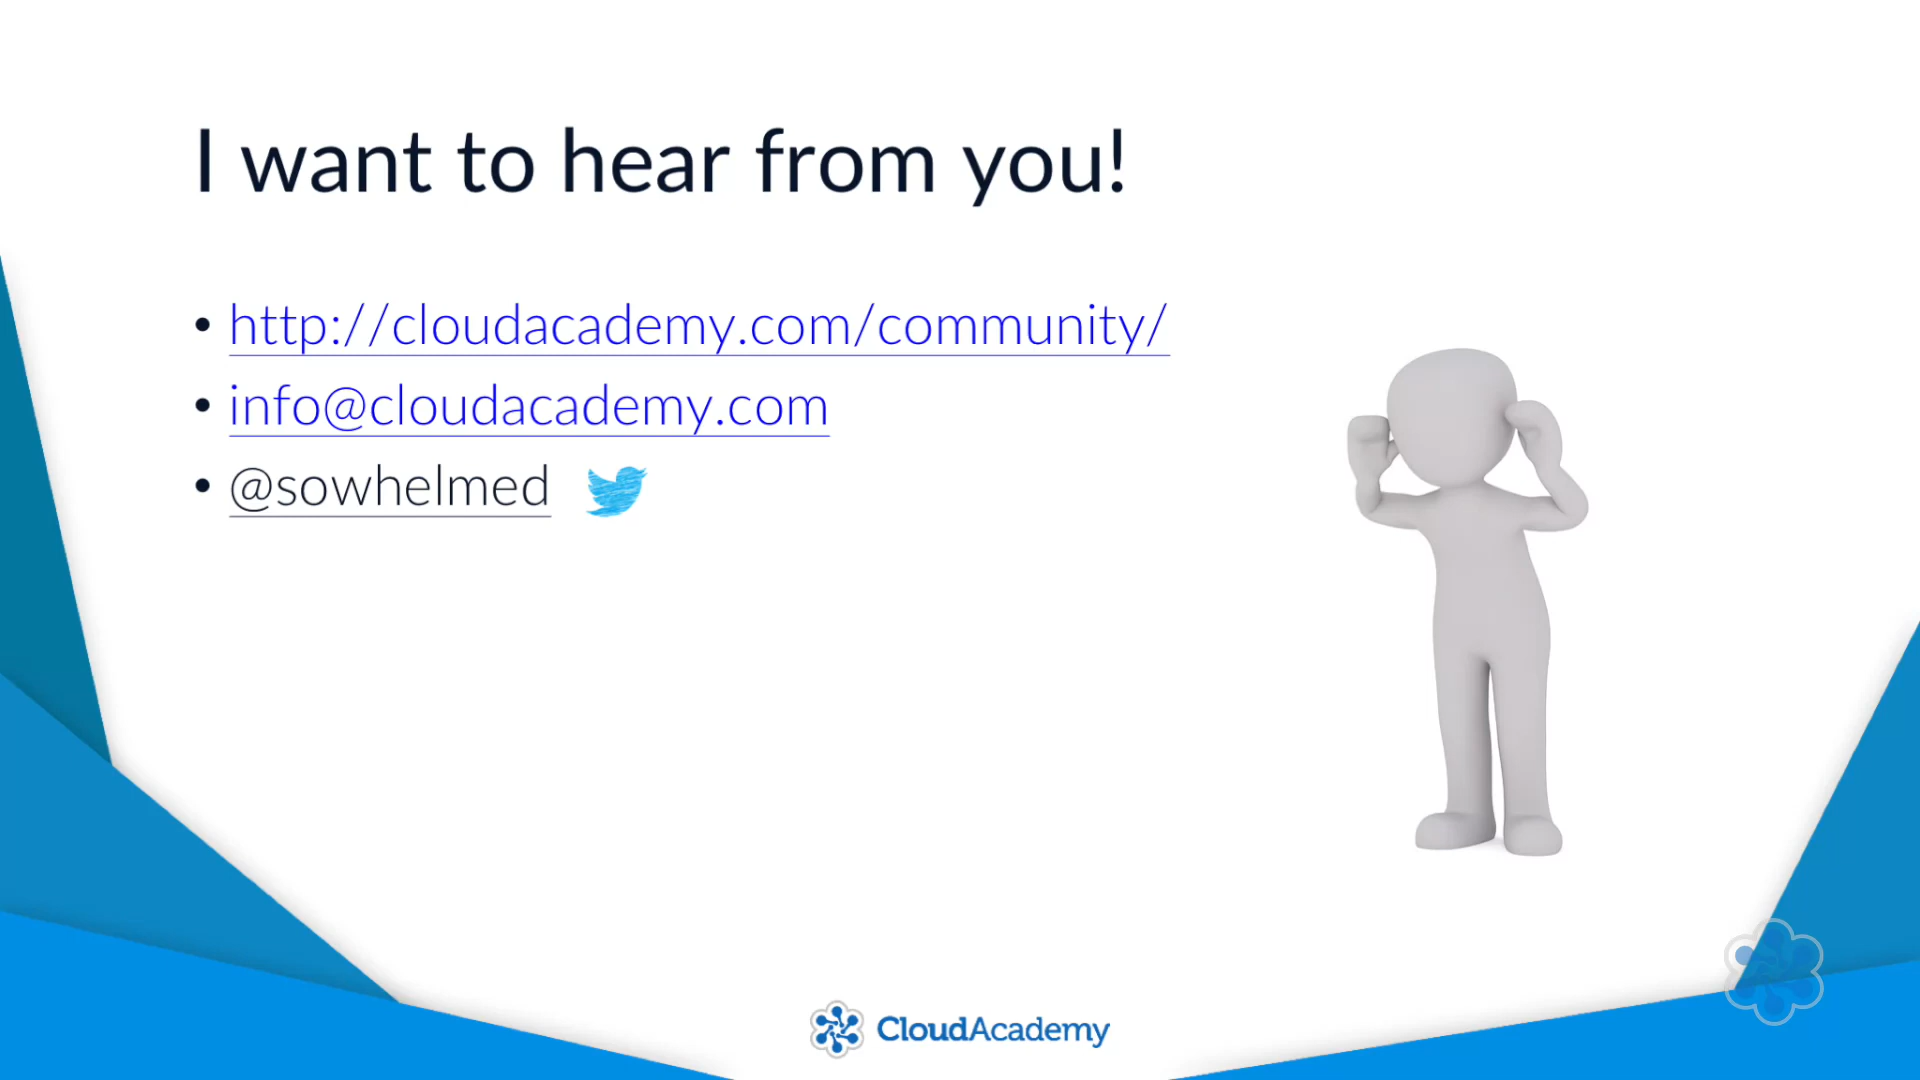 I want to hear from you!
• http://cloudacademy.com/community/
• info@cloudacademy.com
• @sowhelmed
CloudAcademy